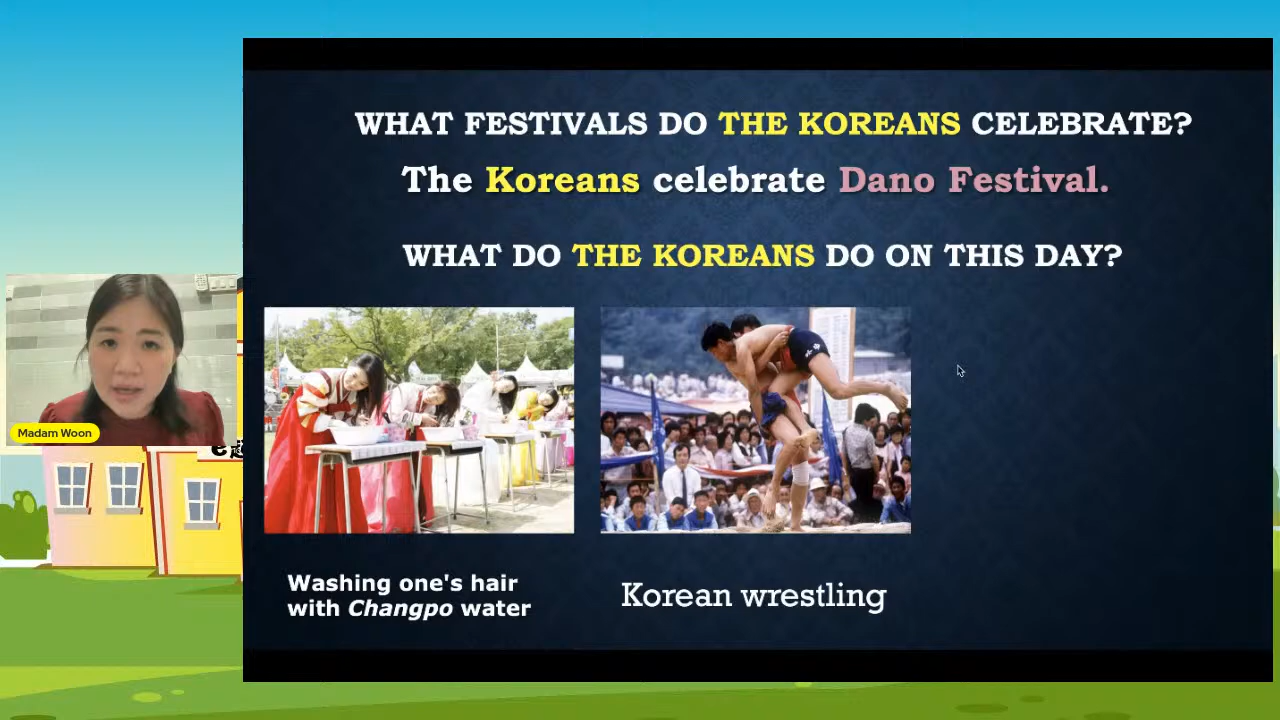 WHAT FESTIVALS DO THE KOREANS CELEBRATE?
The Koreans celebrate Dano Festival.
WHAT DO THE KOREANS DO ON THIS DAY?
Madam Woon
Washing one's hair
with Changpo water
Korean wrestling